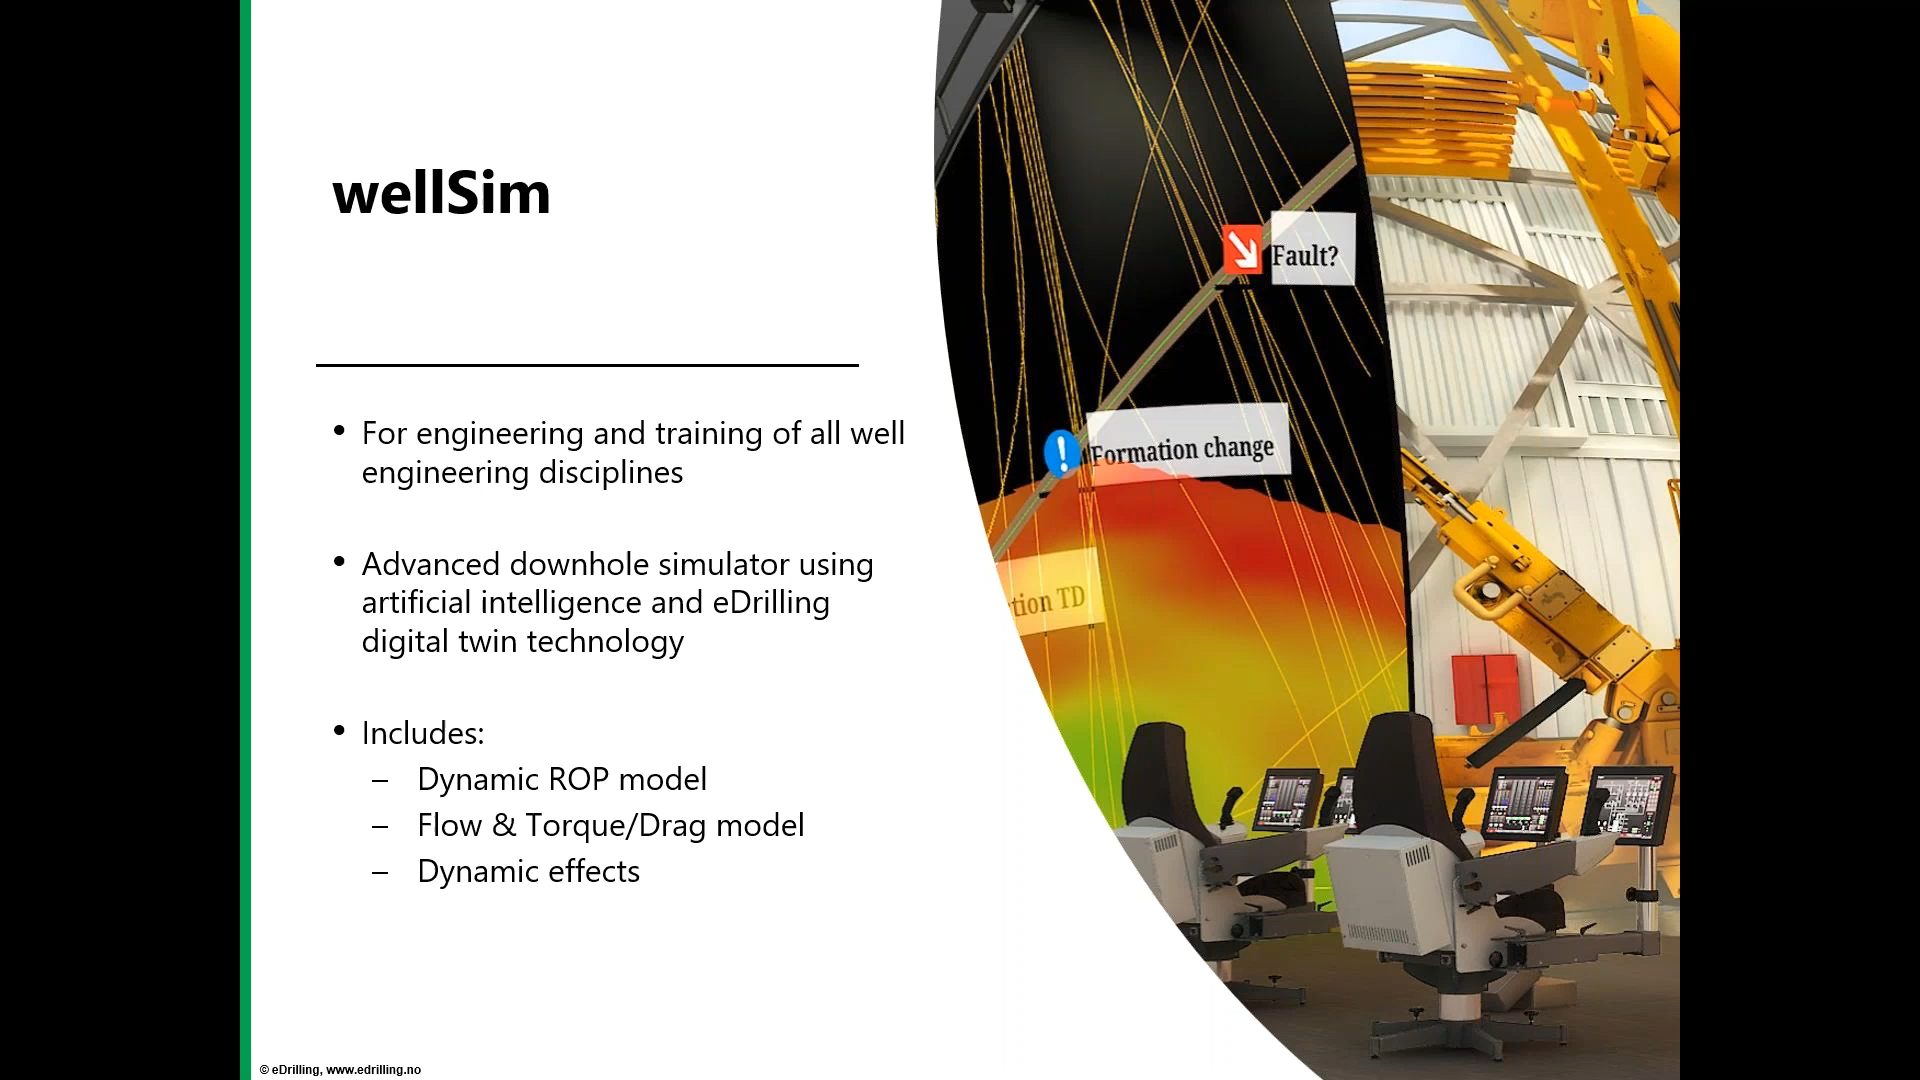 wellSim
• For engineering and training of all well
engineering disciplines
• Advanced downhole simulator using
artificial intelligence and eDrilling
digital twin technology
• Includes:
– Dynamic ROP model
– Flow & Torque/Drag model
– Dynamic effects
Fault?
Formation change
tion TD
© eDrilling, www.edrilling.no